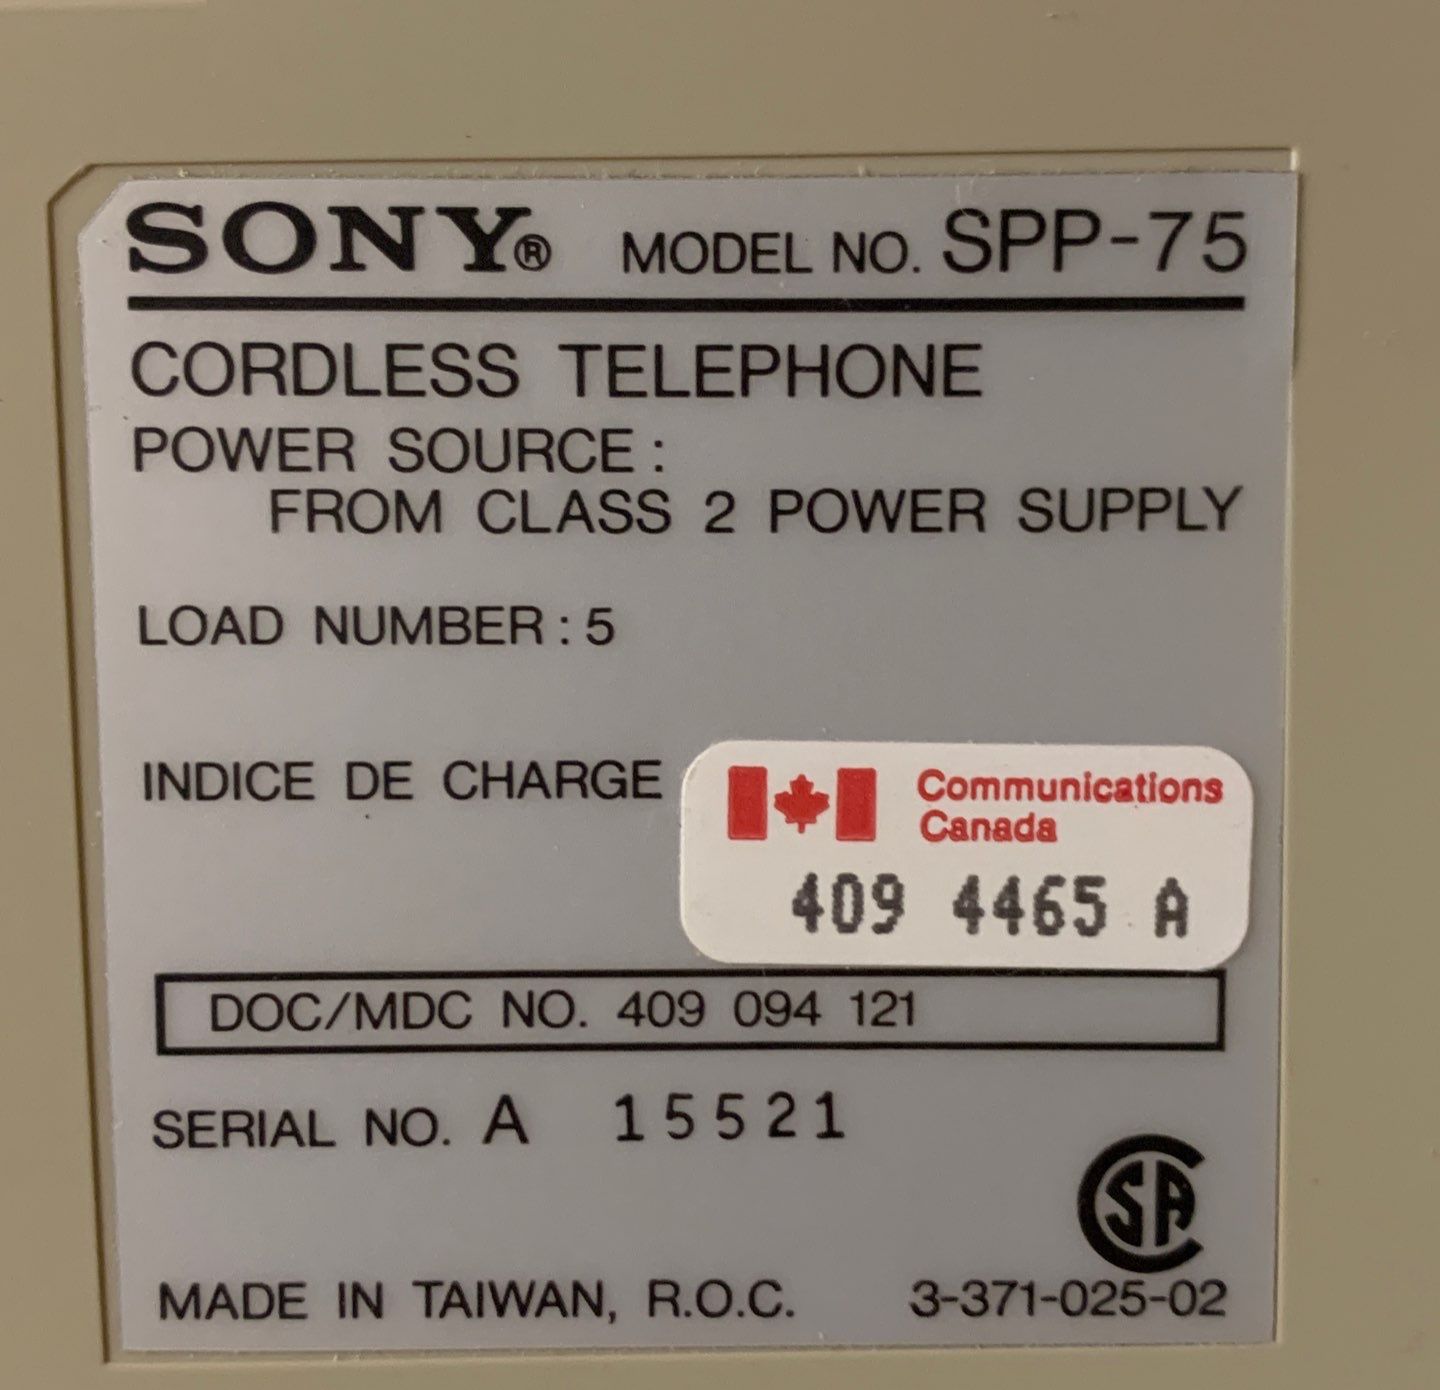 SONY® MODEL NO. SPP-75
CORDLESS TELEPHONE
POWER SOURCE :
FROM CLASS 2 POWER SUPPLY
LOAD NUMBER : 5
INDICE DE CHARGE
Communications
Canada
409 4465 A
DOC/MDC NO. 409 094 121
SERIAL NO. A 15521
CSA
MADE IN TAIWAN, R.O.C. 3-371-025-02